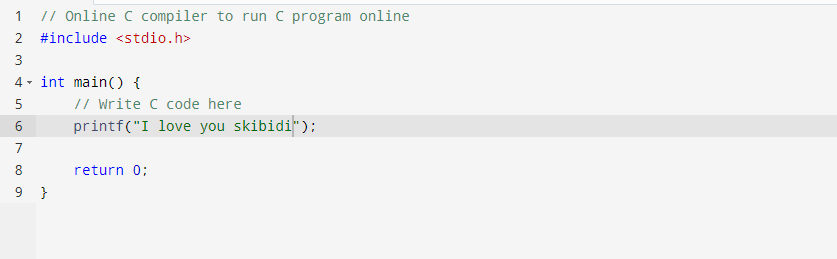 1 // Online C compiler to run C program online
2 #include <stdio.h>
3
4 int main() {
5     // Write C code here
6     printf("I love you skibidi");
7
8     return 0;
9 }